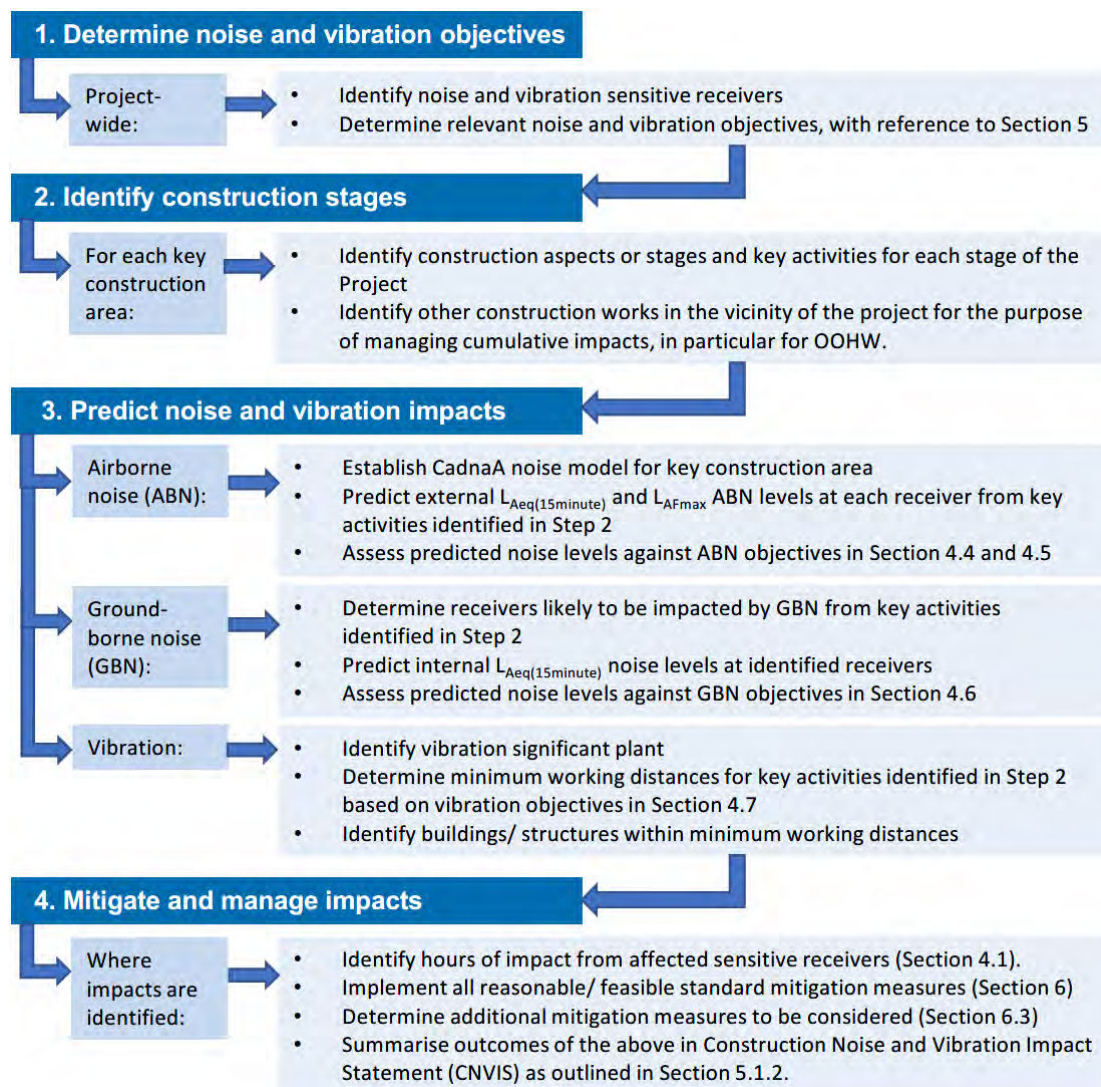 1. Determine noise and vibration objectives
Project-
wide:
• Identify noise and vibration sensitive receivers
• Determine relevant noise and vibration objectives, with reference to Section 5
2. Identify construction stages
For each key
construction
area:
• Identify construction aspects or stages and key activities for each stage of the
Project
• Identify other construction works in the vicinity of the project for the purpose
of managing cumulative impacts, in particular for OOHW.
3. Predict noise and vibration impacts
Airborne
noise (ABN):
• Establish CadnaA noise model for key construction area
• Predict external LAeq(15minute) and LAFmax ABN levels at each receiver from key
activities identified in Step 2
• Assess predicted noise levels against ABN objectives in Section 4.4 and 4.5
Ground-
borne noise
(GBN):
• Determine receivers likely to be impacted by GBN from key activities
identified in Step 2
• Predict internal LAeq(15minute) noise levels at identified receivers
• Assess predicted noise levels against GBN objectives in Section 4.6
Vibration:
• Identify vibration significant plant
• Determine minimum working distances for key activities identified in Step 2
based on vibration objectives in Section 4.7
• Identify buildings/ structures within minimum working distances
4. Mitigate and manage impacts
Where
impacts are
identified:
• Identify hours of impact from affected sensitive receivers (Section 4.1).
• Implement all reasonable/ feasible standard mitigation measures (Section 6)
• Determine additional mitigation measures to be considered (Section 6.3)
• Summarise outcomes of the above in Construction Noise and Vibration Impact
Statement (CNVIS) as outlined in Section 5.1.2.